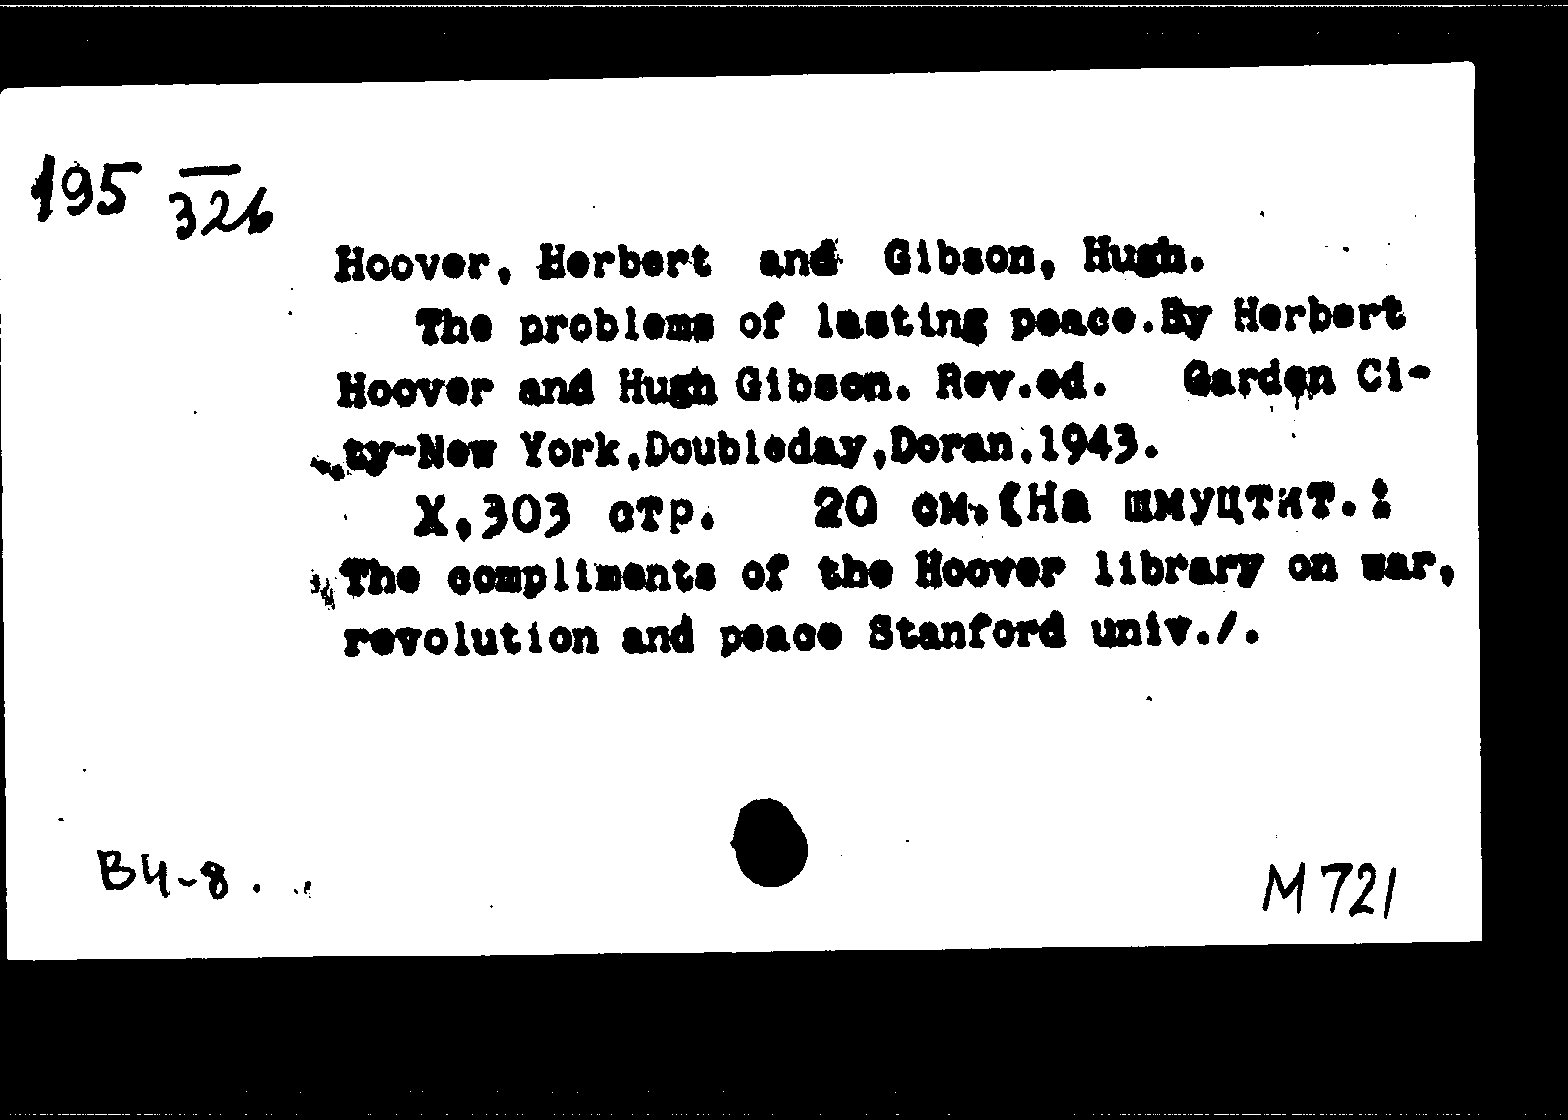 195 326
Hoover, Herbert and Gibson, Hugh.
The problems of lasting peace.By Herbert
Hoover and Hugh Gibson. Rev.ed. Garden Ci-
ty-New York,Doubleday,Doran,1943.
X,303 стр. 20 см.(На шмуцтит.:
The compliments of the Hoover library on war,
revolution and peace Stanford univ./.
В4-8.
М 721